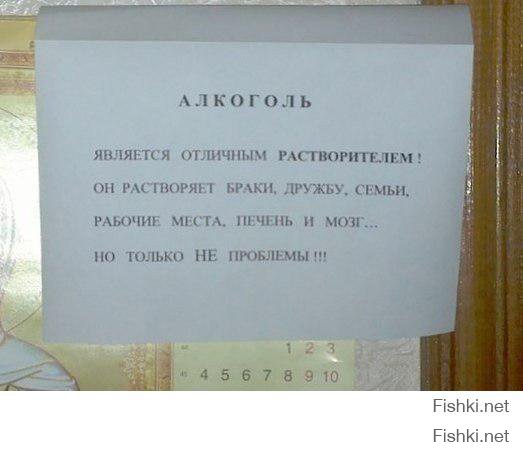 АЛКОГОЛЬ
ЯВЛЯЕТСЯ ОТЛИЧНЫМ РАСТВОРИТЕЛЕМ !
ОН РАСТВОРЯЕТ БРАКИ, ДРУЖБУ, СЕМЬИ,
РАБОЧИЕ МЕСТА, ПЕЧЕНЬ И МОЗГ...
НО ТОЛЬКО НЕ ПРОБЛЕМЫ !!!
1 2 3
45 4 5 6 7 8 9 10
Fishki.net
Fishki.net